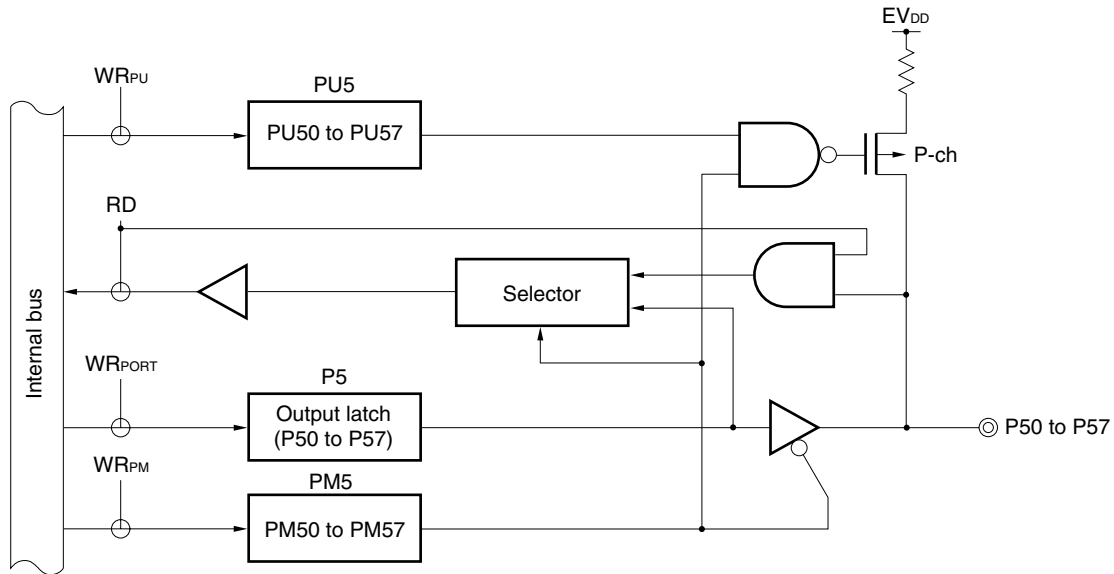 EVDD
WRPU
PU5
PU50 to PU57
P-ch
RD
Selector
Internal bus
WRPORT
P5
Output latch
(P50 to P57)
P50 to P57
WRPM
PM5
PM50 to PM57